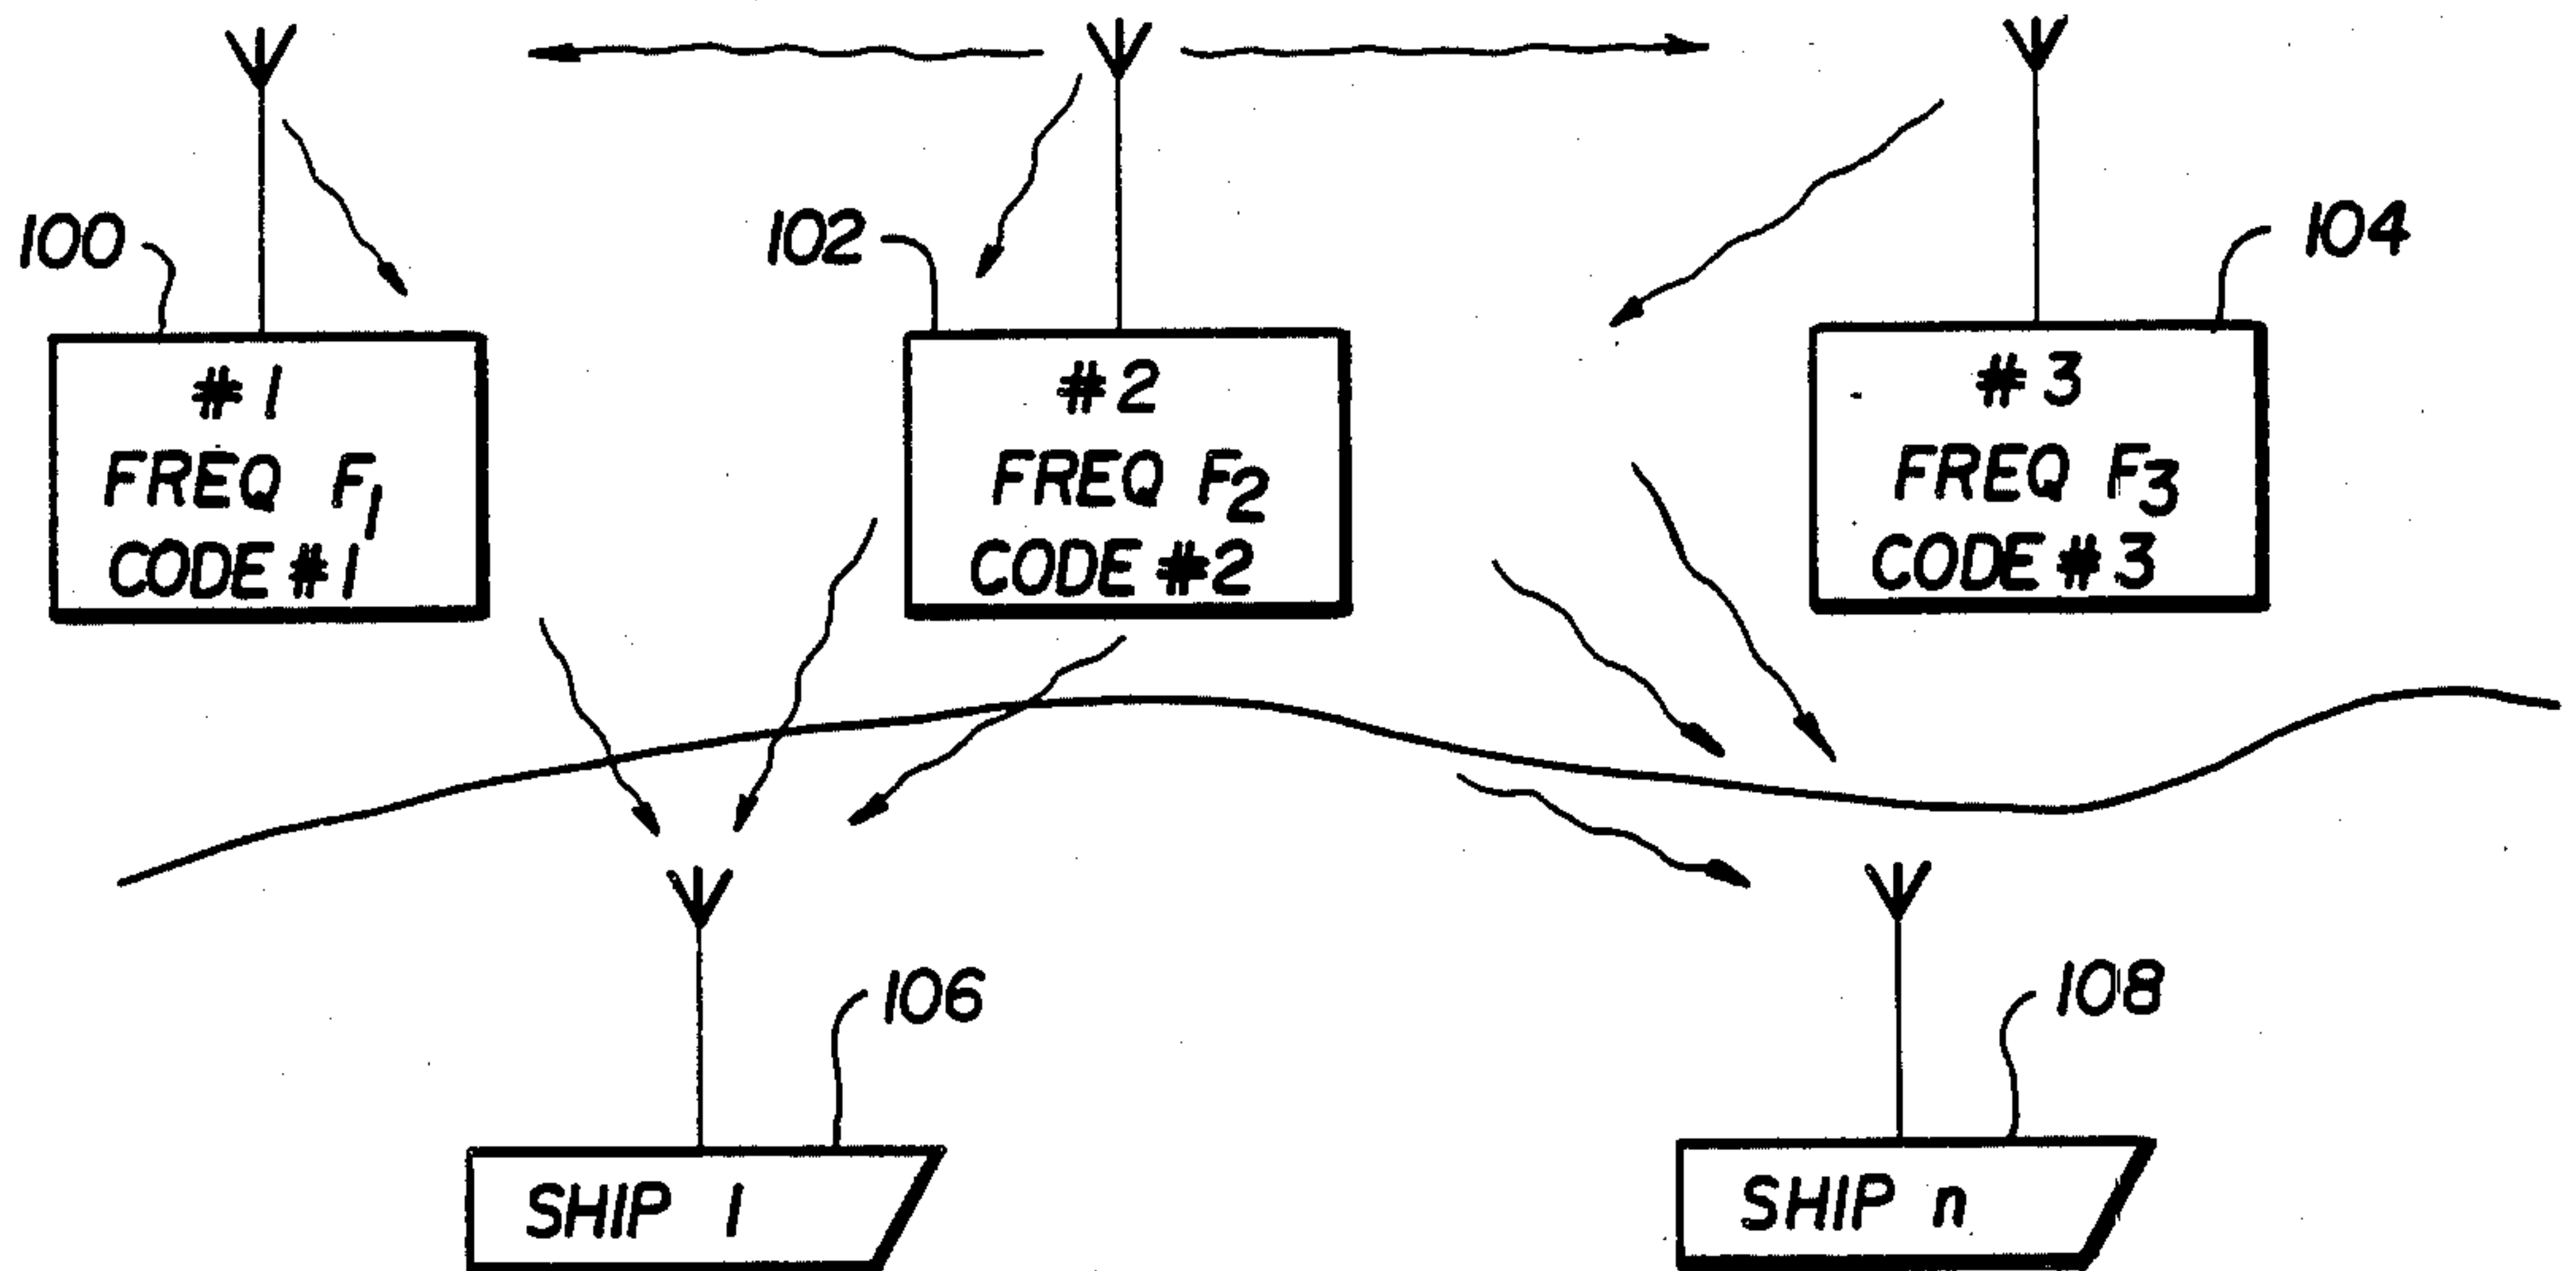 100
102
104
#1
FREQ F₁
CODE #1
#2
FREQ F₂
CODE #2
#3
FREQ F₃
CODE #3
106
108
SHIP 1
SHIP n